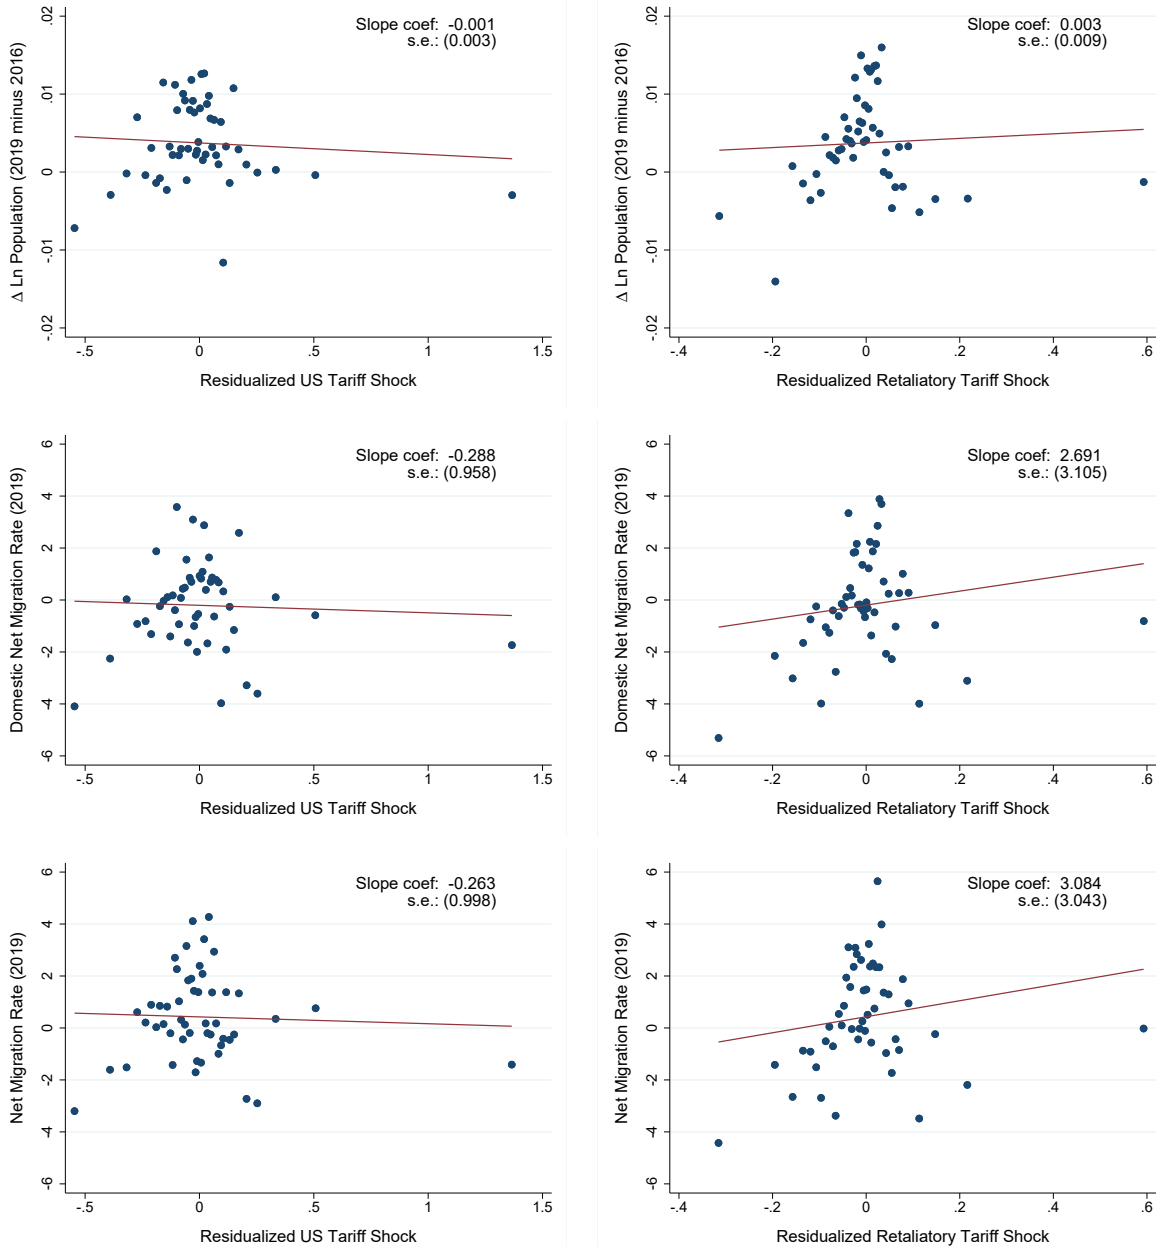 Slope coef: -0.001
s.e.: (0.003)
Δ Ln Population (2019 minus 2016)
.02
.01
0
-.01
-.02
-.5
0
.5
1
1.5
Residualized US Tariff Shock
Slope coef: 0.003
s.e.: (0.009)
Δ Ln Population (2019 minus 2016)
.02
.01
0
-.01
-.02
-.4
-.2
0
.2
.4
.6
Residualized Retaliatory Tariff Shock
Slope coef: -0.288
s.e.: (0.958)
Domestic Net Migration Rate (2019)
6
4
2
0
-2
-4
-6
-.5
0
.5
1
1.5
Residualized US Tariff Shock
Slope coef: 2.691
s.e.: (3.105)
Domestic Net Migration Rate (2019)
6
4
2
0
-2
-4
-6
-.4
-.2
0
.2
.4
.6
Residualized Retaliatory Tariff Shock
Slope coef: -0.263
s.e.: (0.998)
Net Migration Rate (2019)
6
4
2
0
-2
-4
-6
-.5
0
.5
1
1.5
Residualized US Tariff Shock
Slope coef: 3.084
s.e.: (3.043)
Net Migration Rate (2019)
6
4
2
0
-2
-4
-6
-.4
-.2
0
.2
.4
.6
Residualized Retaliatory Tariff Shock